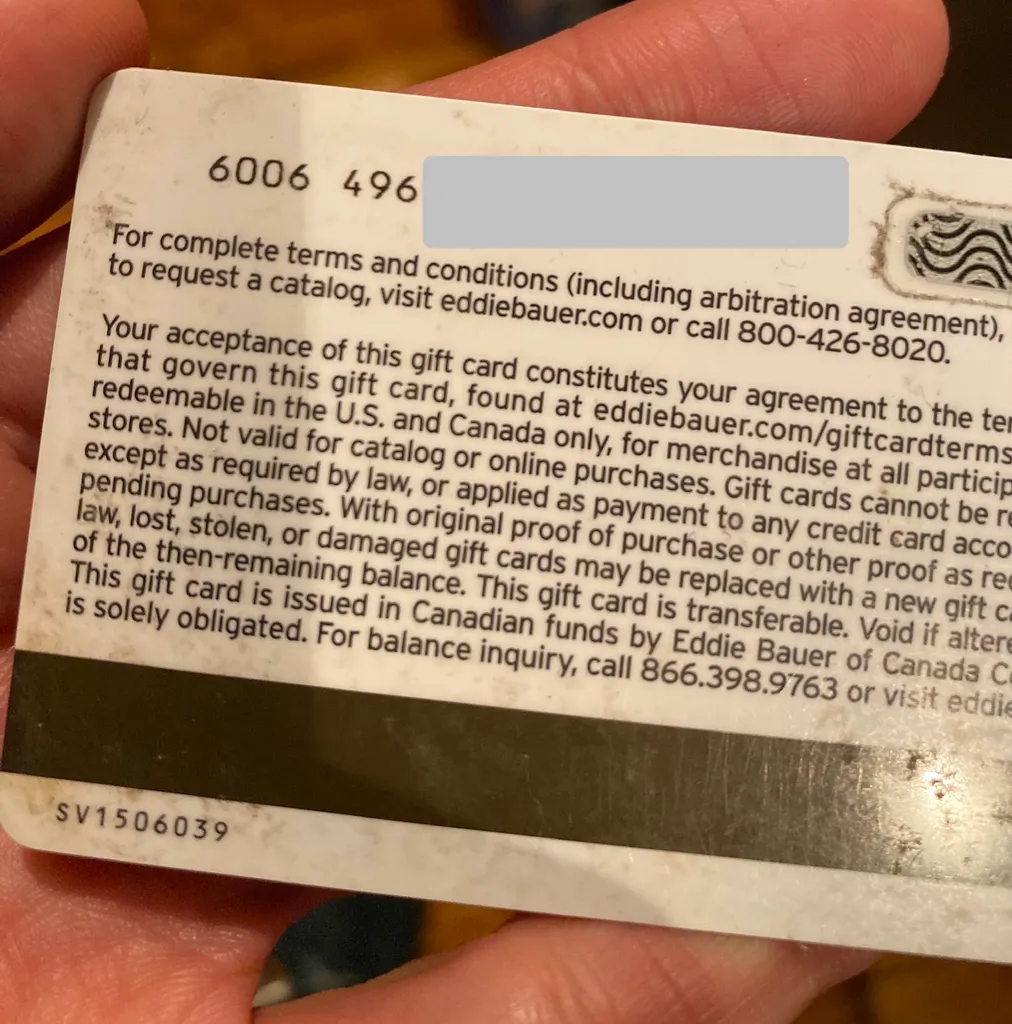 6006 496
For complete terms and conditions (including arbitration agreement),
to request a catalog, visit eddiebauer.com or call 800-426-8020.
Your acceptance of this gift card constitutes your agreement to the
that govern this gift card, found at eddiebauer.com/giftcardterms
redeemable in the U.S. and Canada only, for merchandise at all
stores. Not valid for catalog or online purchases. Gift cards cannot be
except as required by law, or applied as payment to any credit card
pending purchases. With original proof of purchase or other proof as
law, lost, stolen, or damaged gift cards may be replaced with a new gift
of the then-remaining balance. This gift card is transferable. Void if
This gift card is issued in Canadian funds by Eddie Bauer of Canada
is solely obligated. For balance inquiry, call 866.398.9763 or visit
SV1506039